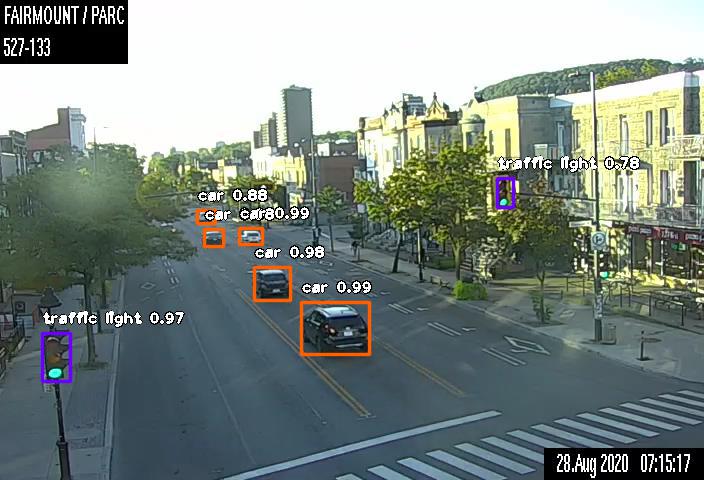 FAIRMOUNT / PARC
527-133
traffic light 0.78
car 0.88
car 0.99
car 0.98
car 0.99
traffic light 0.97
28.Aug 2020 07:15:17